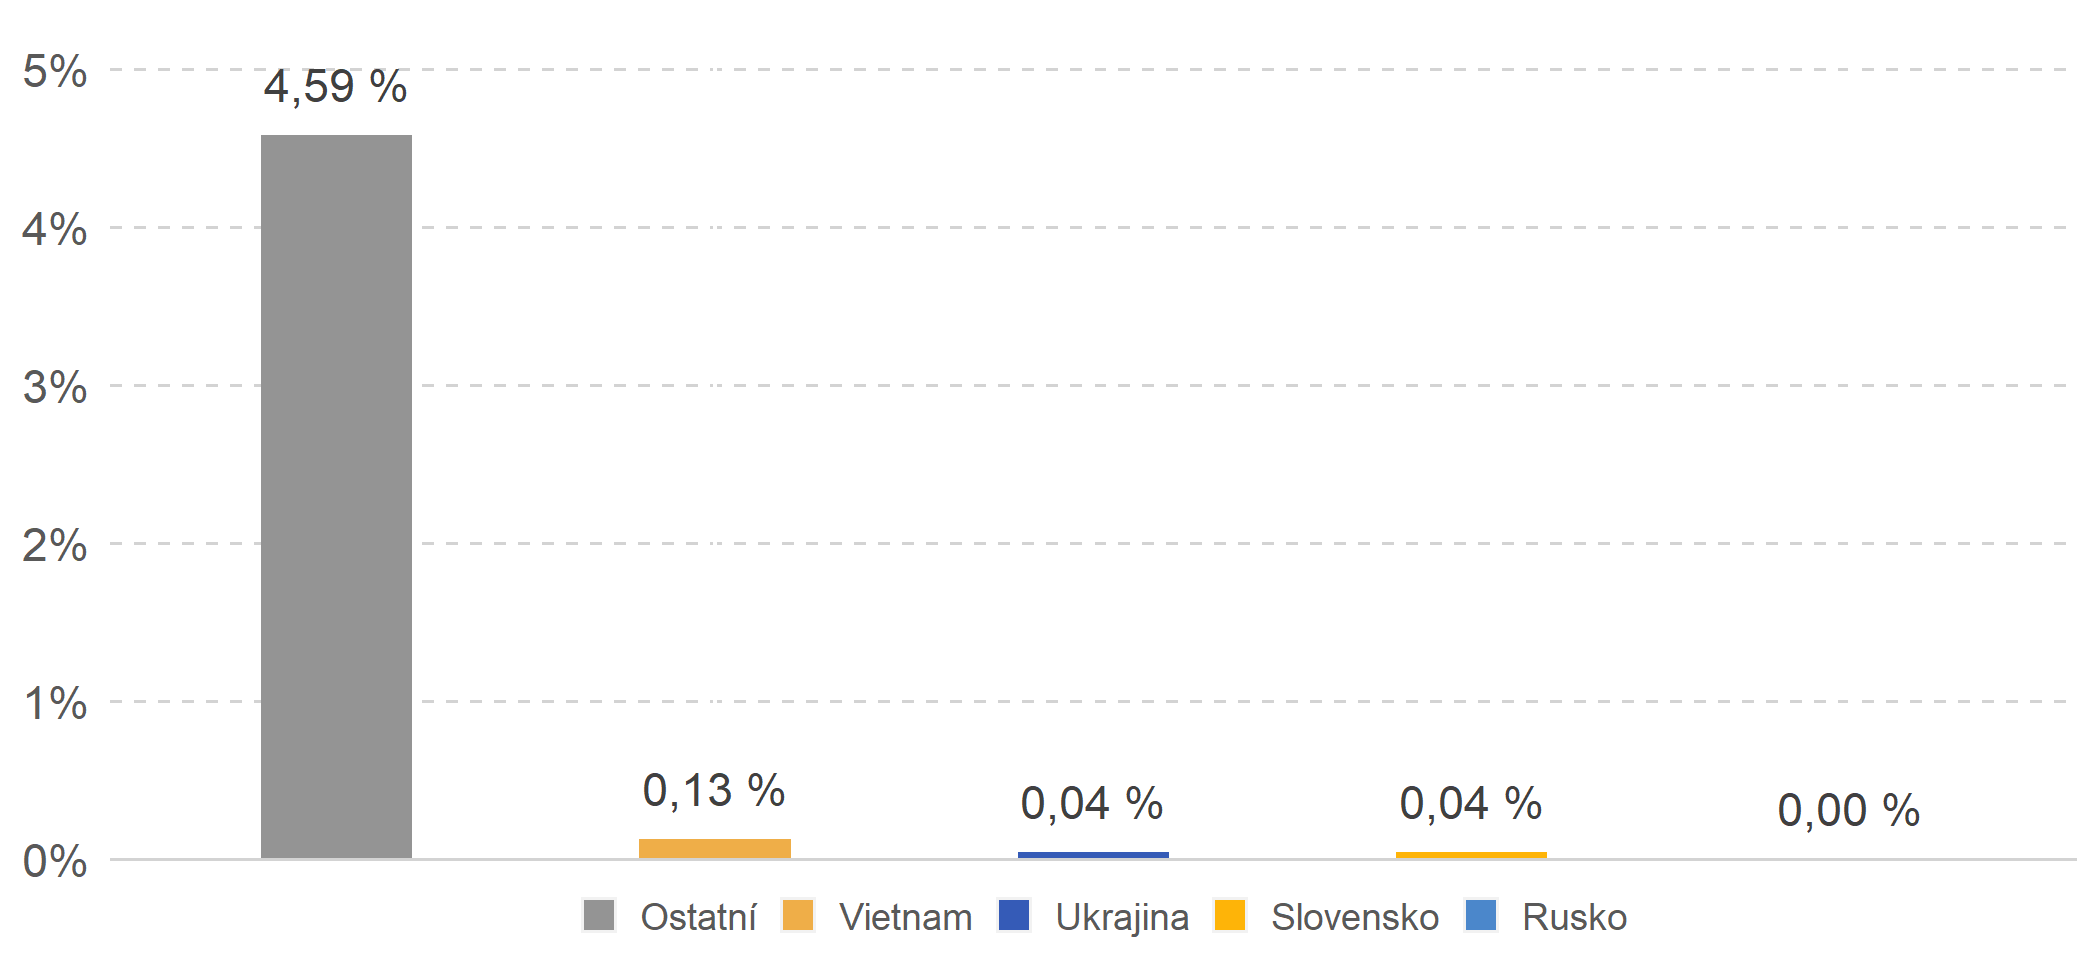 5%
4,59 %
4%
3%
2%
1%
0,13 %
0,04 %
0,04 %
0,00 %
0%
Ostatní
Vietnam
Ukrajina
Slovensko
Rusko